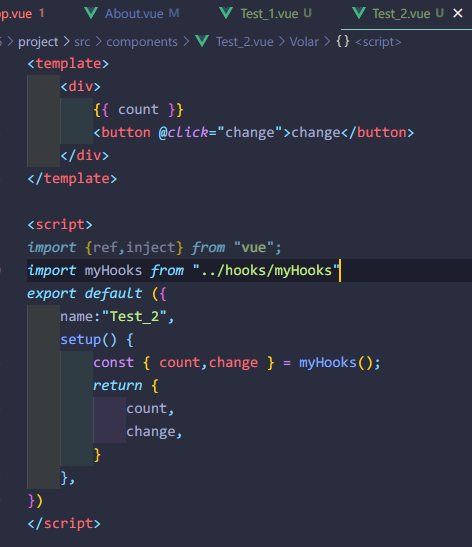 pp.vue 1 About.vue M Test_1.vue U Test_2.vue U ×
5 > project > src > components > Test_2.vue > Volar > {} <script>
<template>
<div>
{{ count }}
<button @click="change">change</button>
</div>
</template>
<script>
import {ref,inject} from "vue";
import myHooks from "../hooks/myHooks"
export default ({
name:"Test_2",
setup() {
const { count,change } = myHooks();
return {
count,
change,
}
},
})
</script>